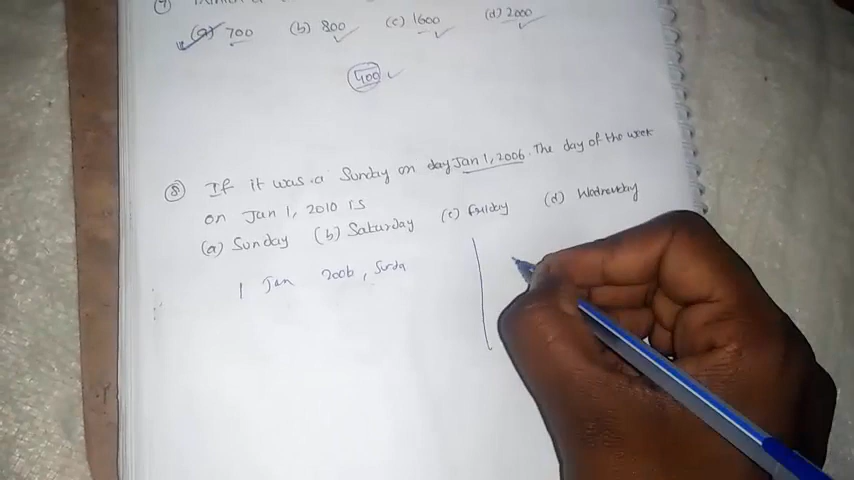 (a) 700 (b) 800 (c) 1600 (d) 2000
400
(8) If it was a Sunday on day Jan 1, 2006. The day of the week
on Jan 1, 2010 is
(a) Sunday (b) Saturday (c) Friday (d) Wednesday
1 Jan 2006, Sunda